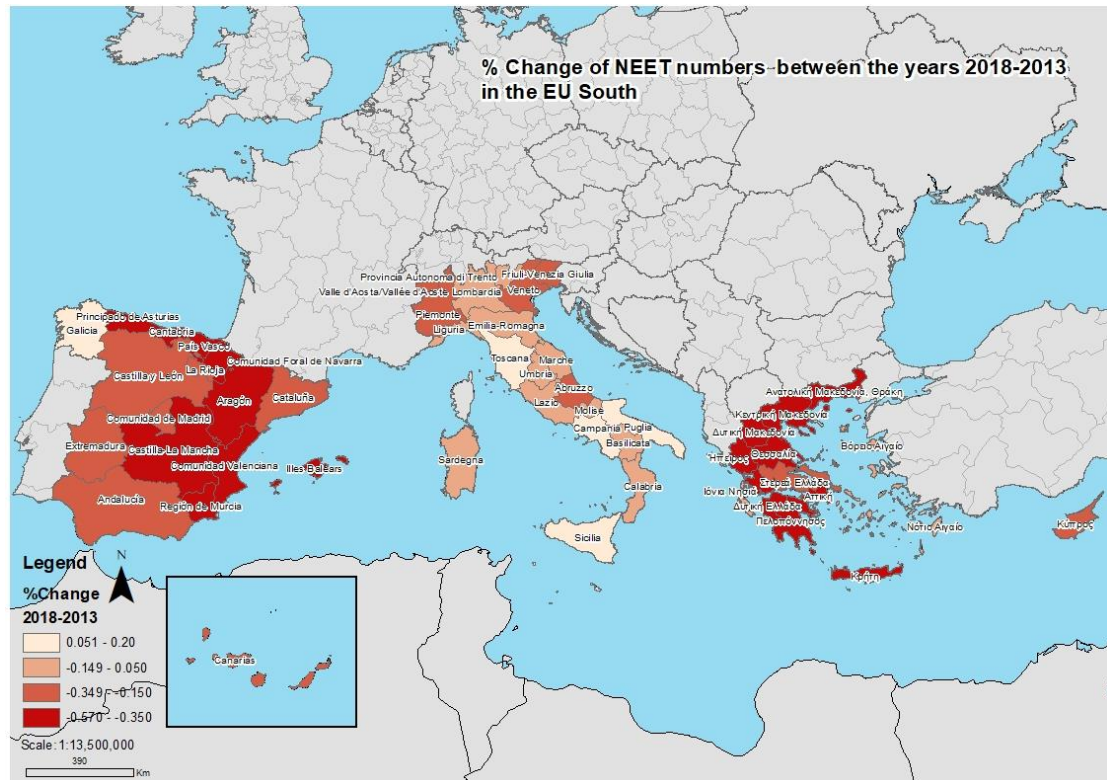 % Change of NEET numbers between the years 2018-2013
in the EU South
Provincia Autonoma di Trento
Friuli-Venezia Giulia
Valle d'Aosta/Vallée d'Aoste
Lombardia
Veneto
Piemonte
Emilia-Romagna
Liguria
Principado de Asturias
Galicia
Cantabria
País Vasco
Comunidad Foral de Navarra
La Rioja
Castilla y León
Aragón
Cataluña
Comunidad de Madrid
Extremadura
Castilla-La Mancha
Comunidad Valenciana
Illes Balears
Andalucía
Región de Murcia
Toscana
Marche
Umbria
Abruzzo
Lazio
Molise
Campania
Puglia
Basilicata
Sardegna
Calabria
Sicilia
Ανατολική Μακεδονία, Θράκη
Κεντρική Μακεδονία
Δυτική Μακεδονία
Ήπειρος
Θεσσαλία
Βόρειο Αιγαίο
Ιόνια Νησιά
Στερεά Ελλάδα
Αττική
Δυτική Ελλάδα
Πελοπόννησος
Νότιο Αιγαίο
Κύπρος
Κρήτη
Legend
N
%Change
2018-2013
0.051 - 0.20
-0.149 - 0.050
-0.349 - -0.150
-0.570 - -0.350
Scale: 1:13,500,000
390
Km
Canarias